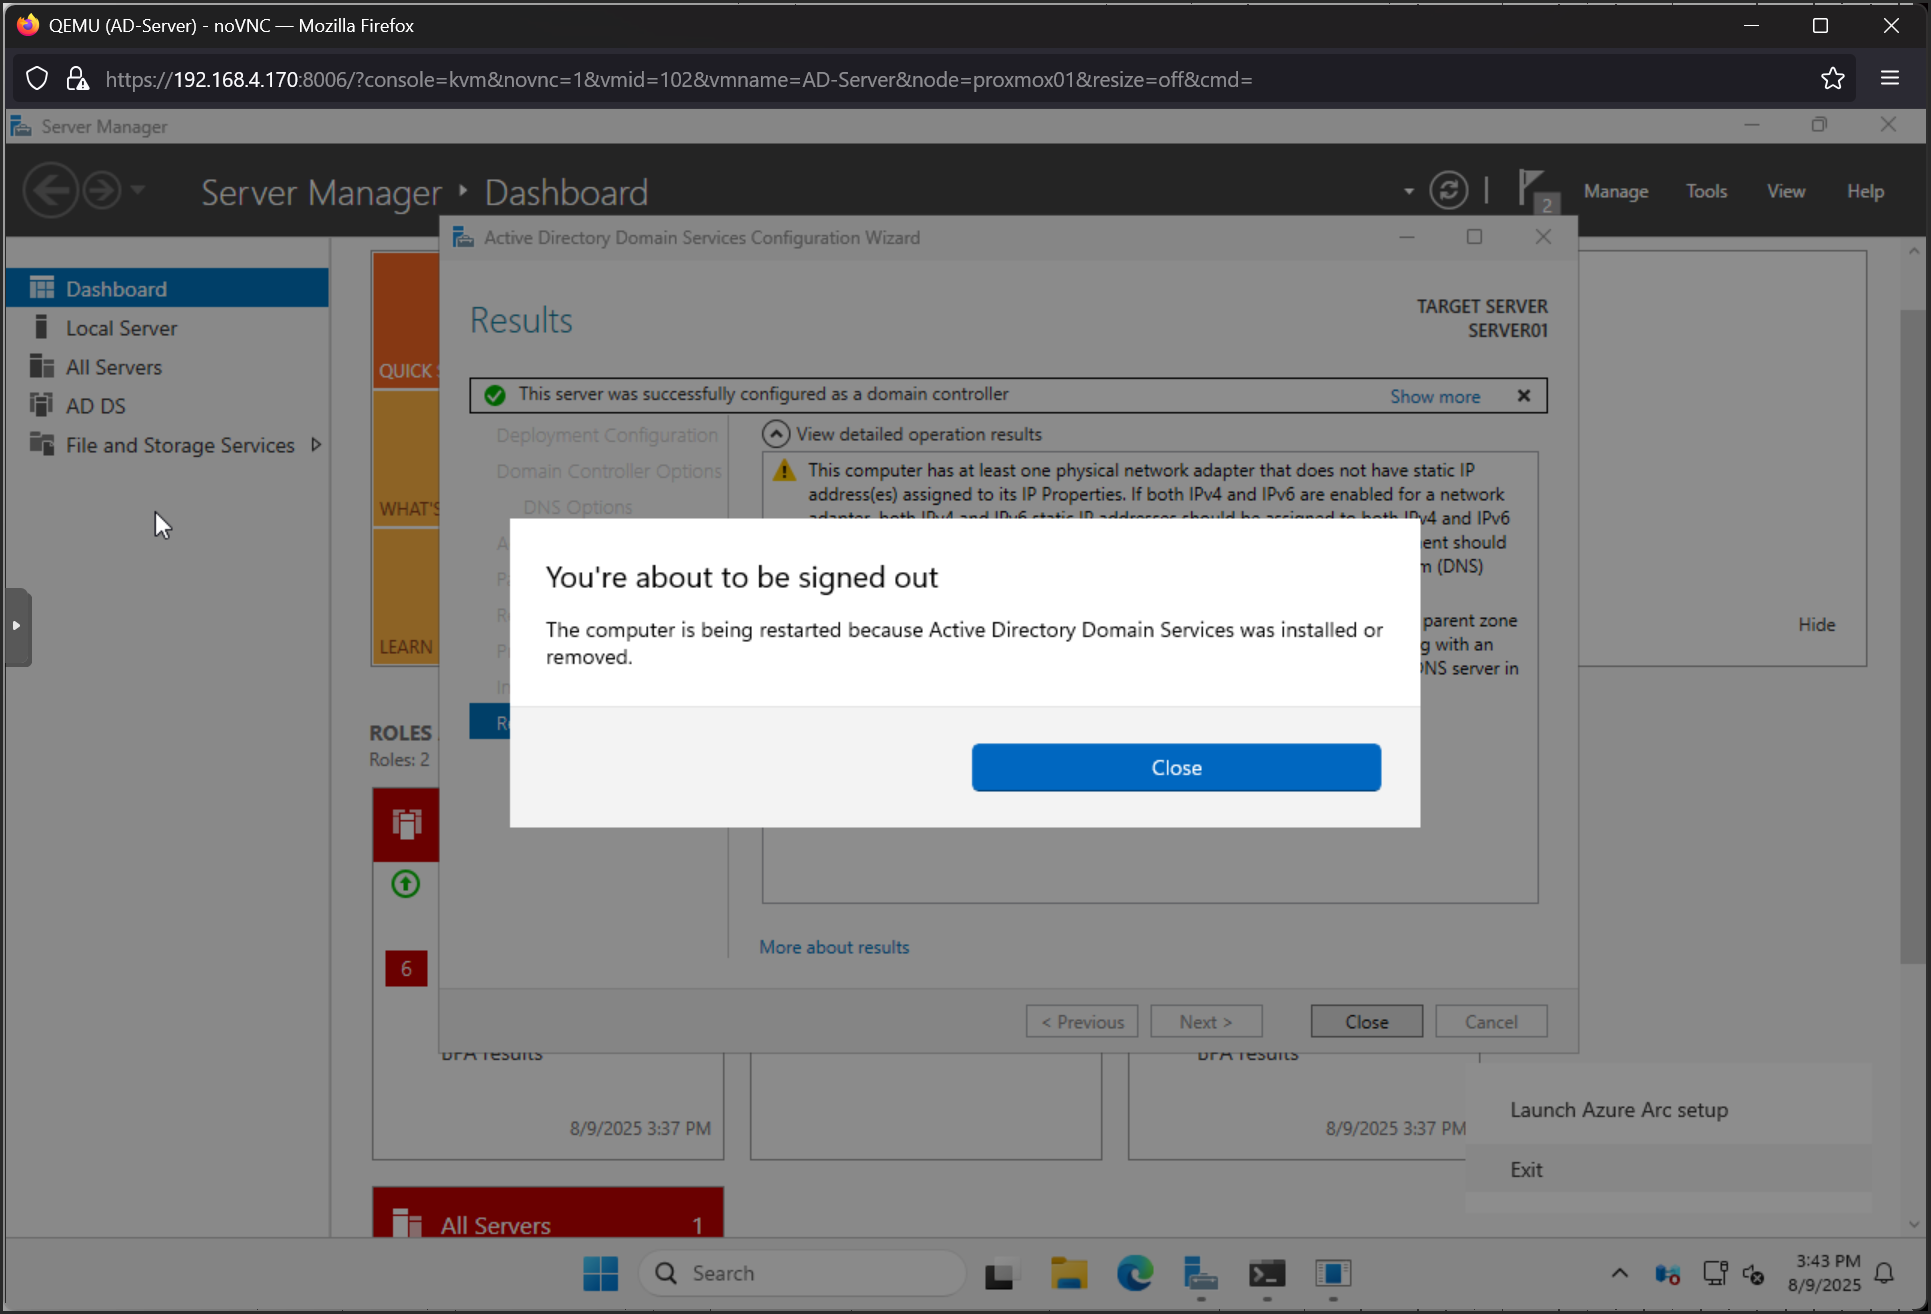 QEMU (AD-Server) - noVNC — Mozilla Firefox
https://192.168.4.170:8006/?console=kvm&novnc=1&vmid=102&vmname=AD-Server&node=proxmox01&resize=off&cmd=
Server Manager
Server Manager ‣ Dashboard
2
Manage
Tools
View
Help
Active Directory Domain Services Configuration Wizard
Dashboard
Local Server
All Servers
AD DS
File and Storage Services
QUICK
WHAT'S
LEARN
Hide
Results
TARGET SERVER
SERVER01
This server was successfully configured as a domain controller
Show more
Deployment Configuration
Domain Controller Options
DNS Options
View detailed operation results
This computer has at least one physical network adapter that does not have static IP
address(es) assigned to its IP Properties. If both IPv4 and IPv6 are enabled for a network
adapter, both IPv4 and IPv6 static IP addresses should be assigned to both IPv4 and IPv6
ent should
(DNS)
parent zone
with an
DNS server in
You're about to be signed out
The computer is being restarted because Active Directory Domain Services was installed or
removed.
Close
More about results
< Previous
Next >
Close
Cancel
ROLES
Roles: 2
6
BPA results
8/9/2025 3:37 PM
BPA results
8/9/2025 3:37 PM
All Servers
1
Launch Azure Arc setup
Exit
Search
3:43 PM
8/9/2025